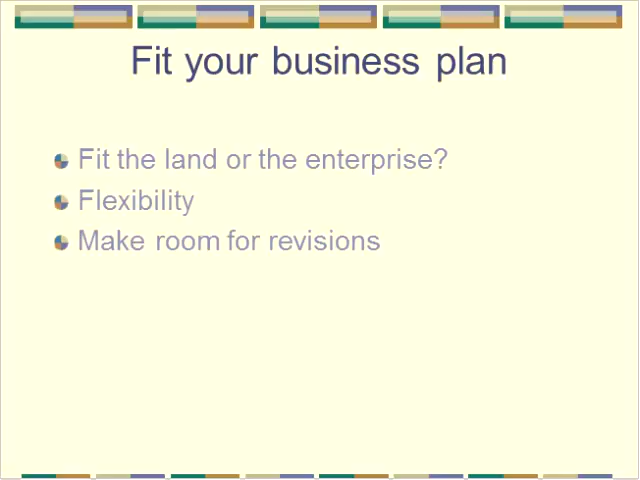 Fit your business plan
Fit the land or the enterprise?
Flexibility
Make room for revisions